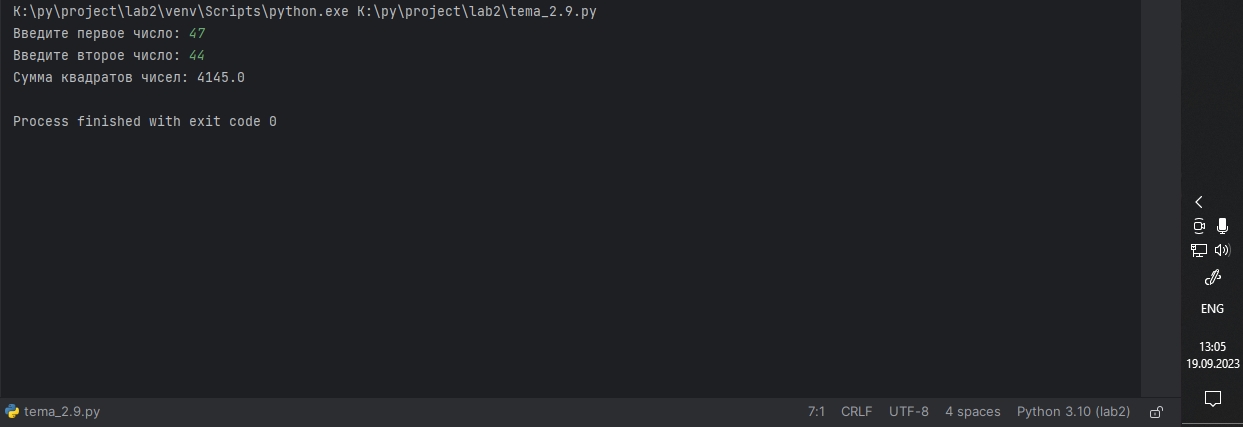 K:\py\project\lab2\venv\Scripts\python.exe K:\py\project\lab2\tema_2.9.py
Введите первое число: 47
Введите второе число: 44
Сумма квадратов чисел: 4145.0
Process finished with exit code 0
ENG
13:05
19.09.2023
tema_2.9.py 7:1 CRLF UTF-8 4 spaces Python 3.10 (lab2)